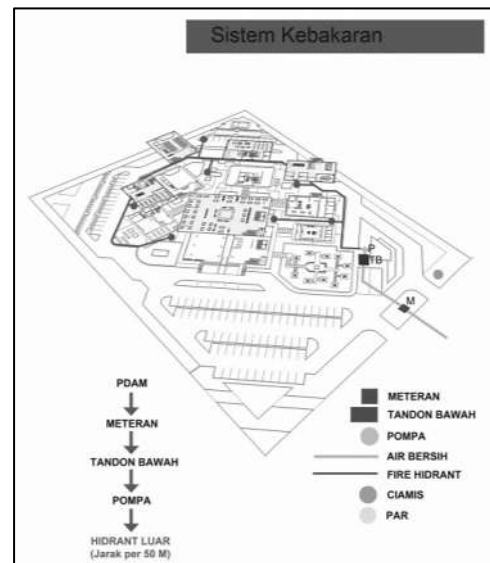 Sistem Kebakaran
P
TB
M
PDAM
METERAN
TANDON BAWAH
POMPA
HIDRANT LUAR
(Jarak per 50 M)
METERAN
TANDON BAWAH
POMPA
AIR BERSIH
FIRE HIDRANT
CIAMIS
PAR